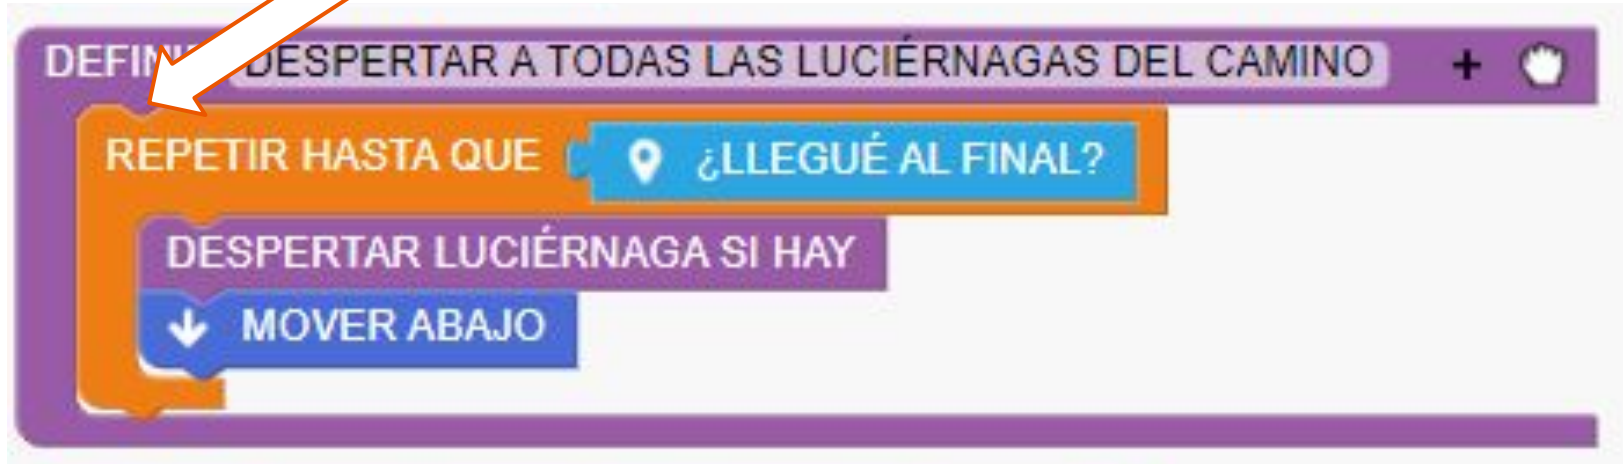 DESPERTAR A TODAS LAS LUCIÉRNAGAS DEL CAMINO +
REPETIR HASTA QUE ¿LLEGUÉ AL FINAL?
DESPERTAR LUCIÉRNAGA SI HAY
MOVER ABAJO